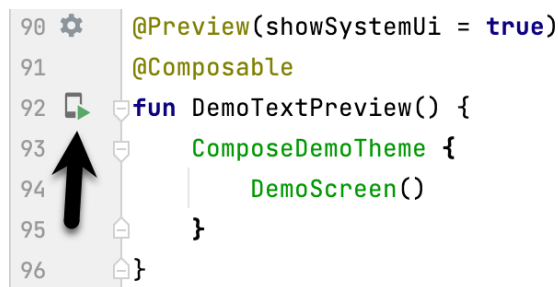 90 @Preview(showSystemUi = true)
91 @Composable
92 fun DemoTextPreview() {
93 ComposeDemoTheme {
94 DemoScreen()
95 }
96 }